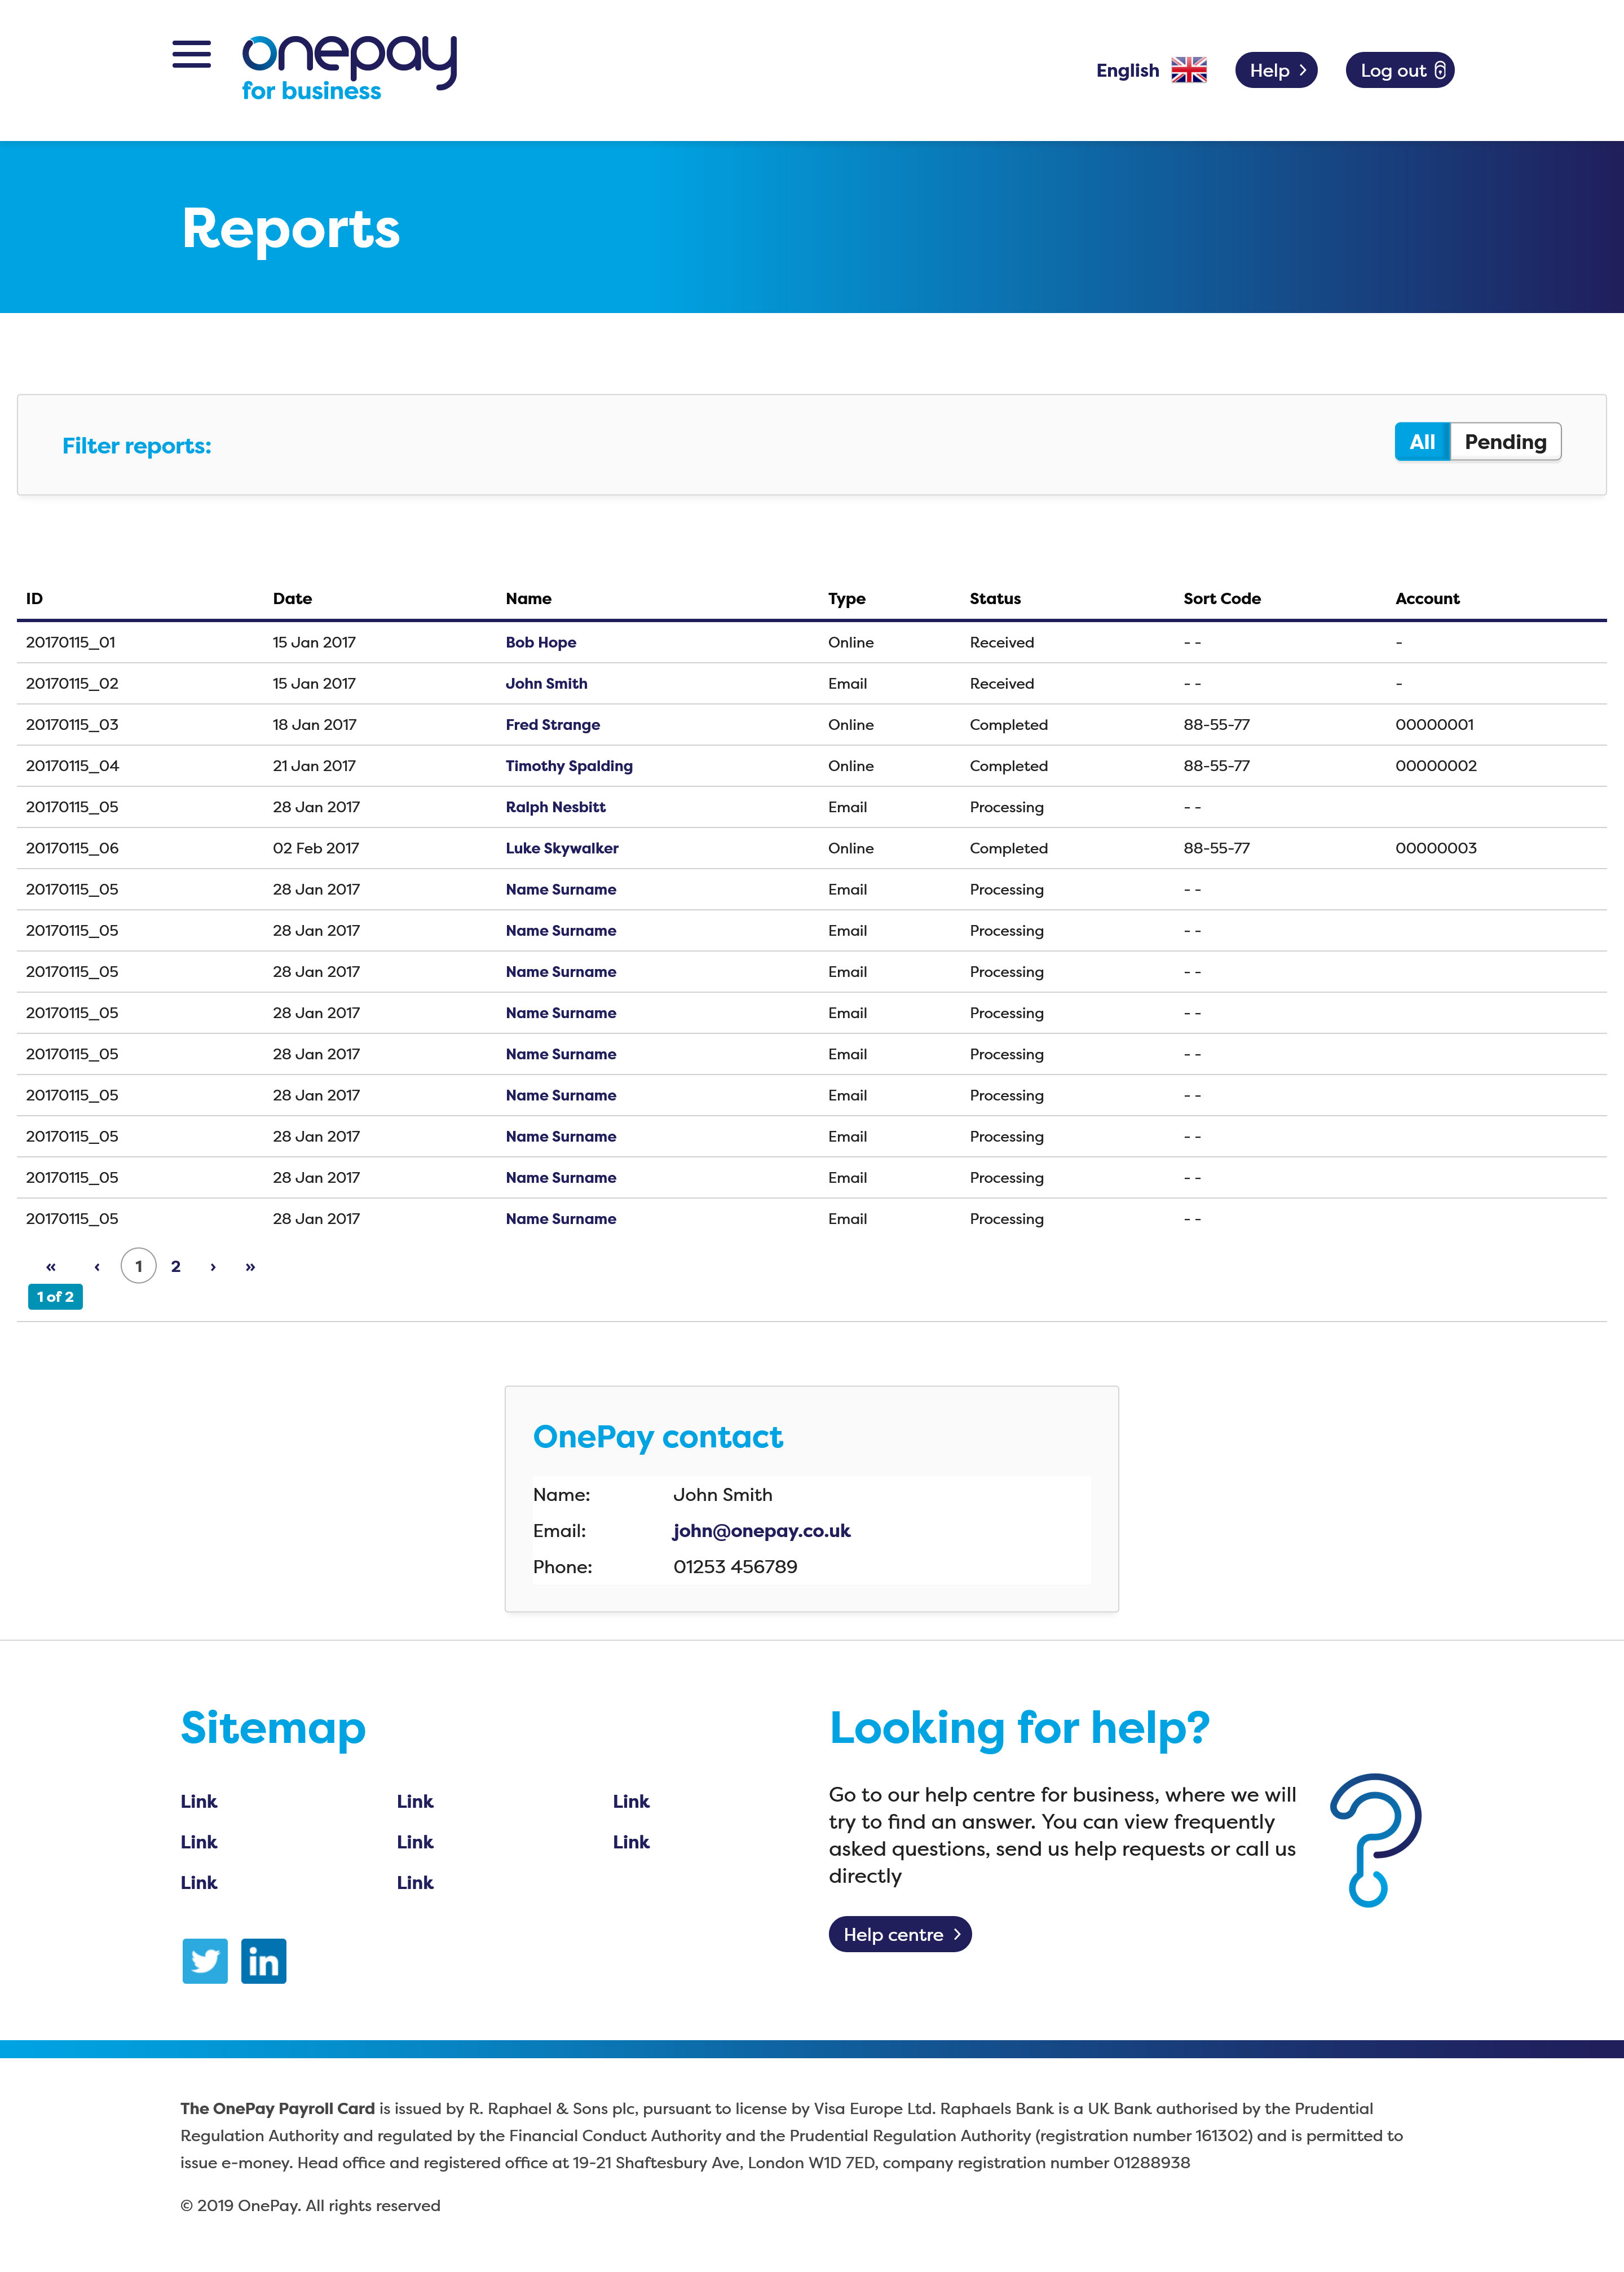 onepay
for business
English
Help
Log out
Reports
Filter reports:
All Pending
ID Date Name Type Status Sort Code Account
20170115_01 15 Jan 2017 Bob Hope Online Received - - -
20170115_02 15 Jan 2017 John Smith Email Received - - -
20170115_03 18 Jan 2017 Fred Strange Online Completed 88-55-77 00000001
20170115_04 21 Jan 2017 Timothy Spalding Online Completed 88-55-77 00000002
20170115_05 28 Jan 2017 Ralph Nesbitt Email Processing - -
20170115_06 02 Feb 2017 Luke Skywalker Online Completed 88-55-77 00000003
20170115_05 28 Jan 2017 Name Surname Email Processing - -
20170115_05 28 Jan 2017 Name Surname Email Processing - -
20170115_05 28 Jan 2017 Name Surname Email Processing - -
20170115_05 28 Jan 2017 Name Surname Email Processing - -
20170115_05 28 Jan 2017 Name Surname Email Processing - -
20170115_05 28 Jan 2017 Name Surname Email Processing - -
20170115_05 28 Jan 2017 Name Surname Email Processing - -
20170115_05 28 Jan 2017 Name Surname Email Processing - -
20170115_05 28 Jan 2017 Name Surname Email Processing - -
« ‹ 1 2 › »
1 of 2
OnePay contact
Name: John Smith
Email: john@onepay.co.uk
Phone: 01253 456789
Sitemap
Link Link Link
Link Link Link
Link Link
in
Looking for help?
Go to our help centre for business, where we will
try to find an answer. You can view frequently
asked questions, send us help requests or call us
directly
Help centre
The OnePay Payroll Card is issued by R. Raphael & Sons plc, pursuant to license by Visa Europe Ltd. Raphaels Bank is a UK Bank authorised by the Prudential
Regulation Authority and regulated by the Financial Conduct Authority and the Prudential Regulation Authority (registration number 161302) and is permitted to
issue e-money. Head office and registered office at 19-21 Shaftesbury Ave, London W1D 7ED, company registration number 01288938
© 2019 OnePay. All rights reserved